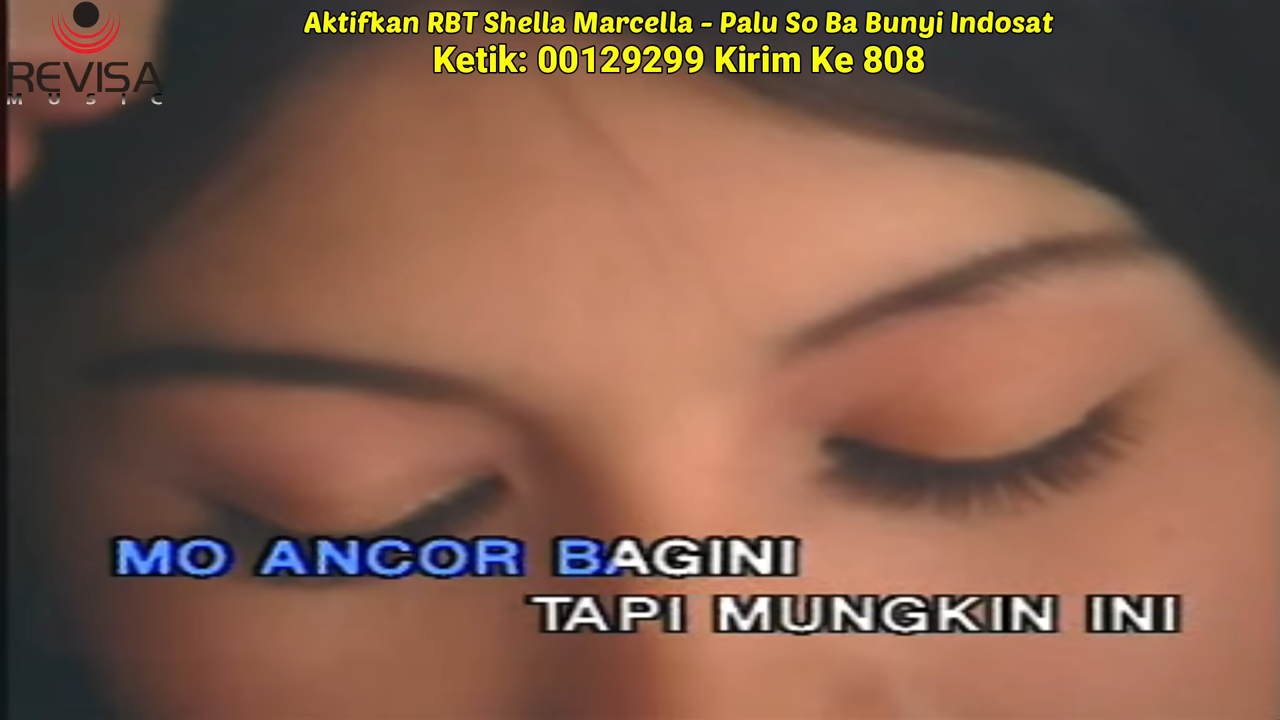 Aktifkan RBT Shella Marcella - Palu So Ba Bunyi Indosat
Ketik: 00129299 Kirim Ke 808
REVISA
MUSIC
MO ANCOR BAGINI
TAPI MUNGKIN INI